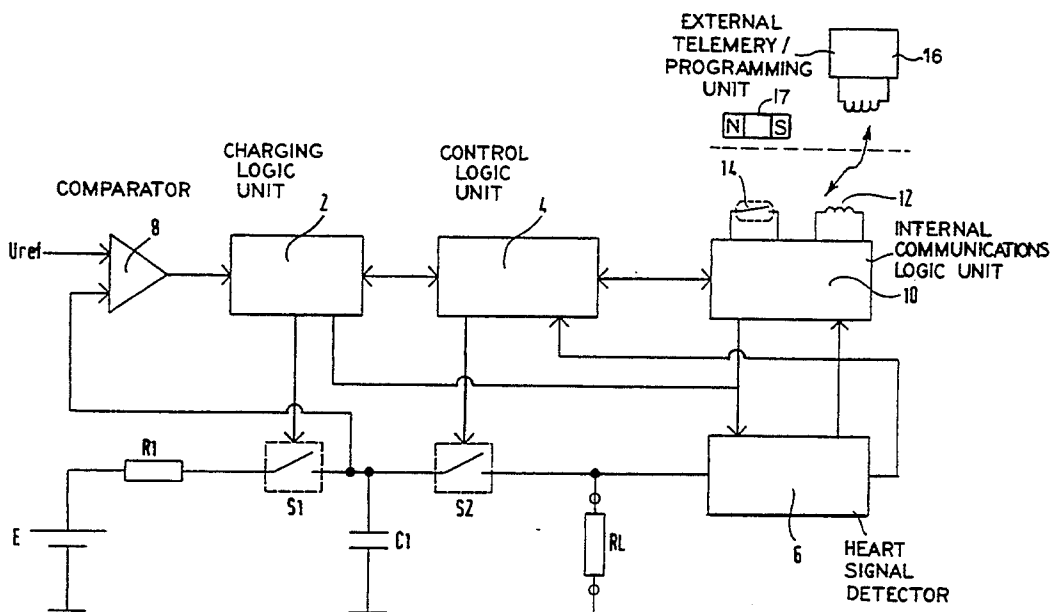 EXTERNAL
TELEMERY/
PROGRAMMING
UNIT
16
17
N S
CHARGING
LOGIC
UNIT
CONTROL
LOGIC
UNIT
COMPARATOR
14
12
2
4
8
Uref
INTERNAL
COMMUNICATIONS
LOGIC UNIT
10
R1
S1
S2
E
C1
RL
6
HEART
SIGNAL
DETECTOR